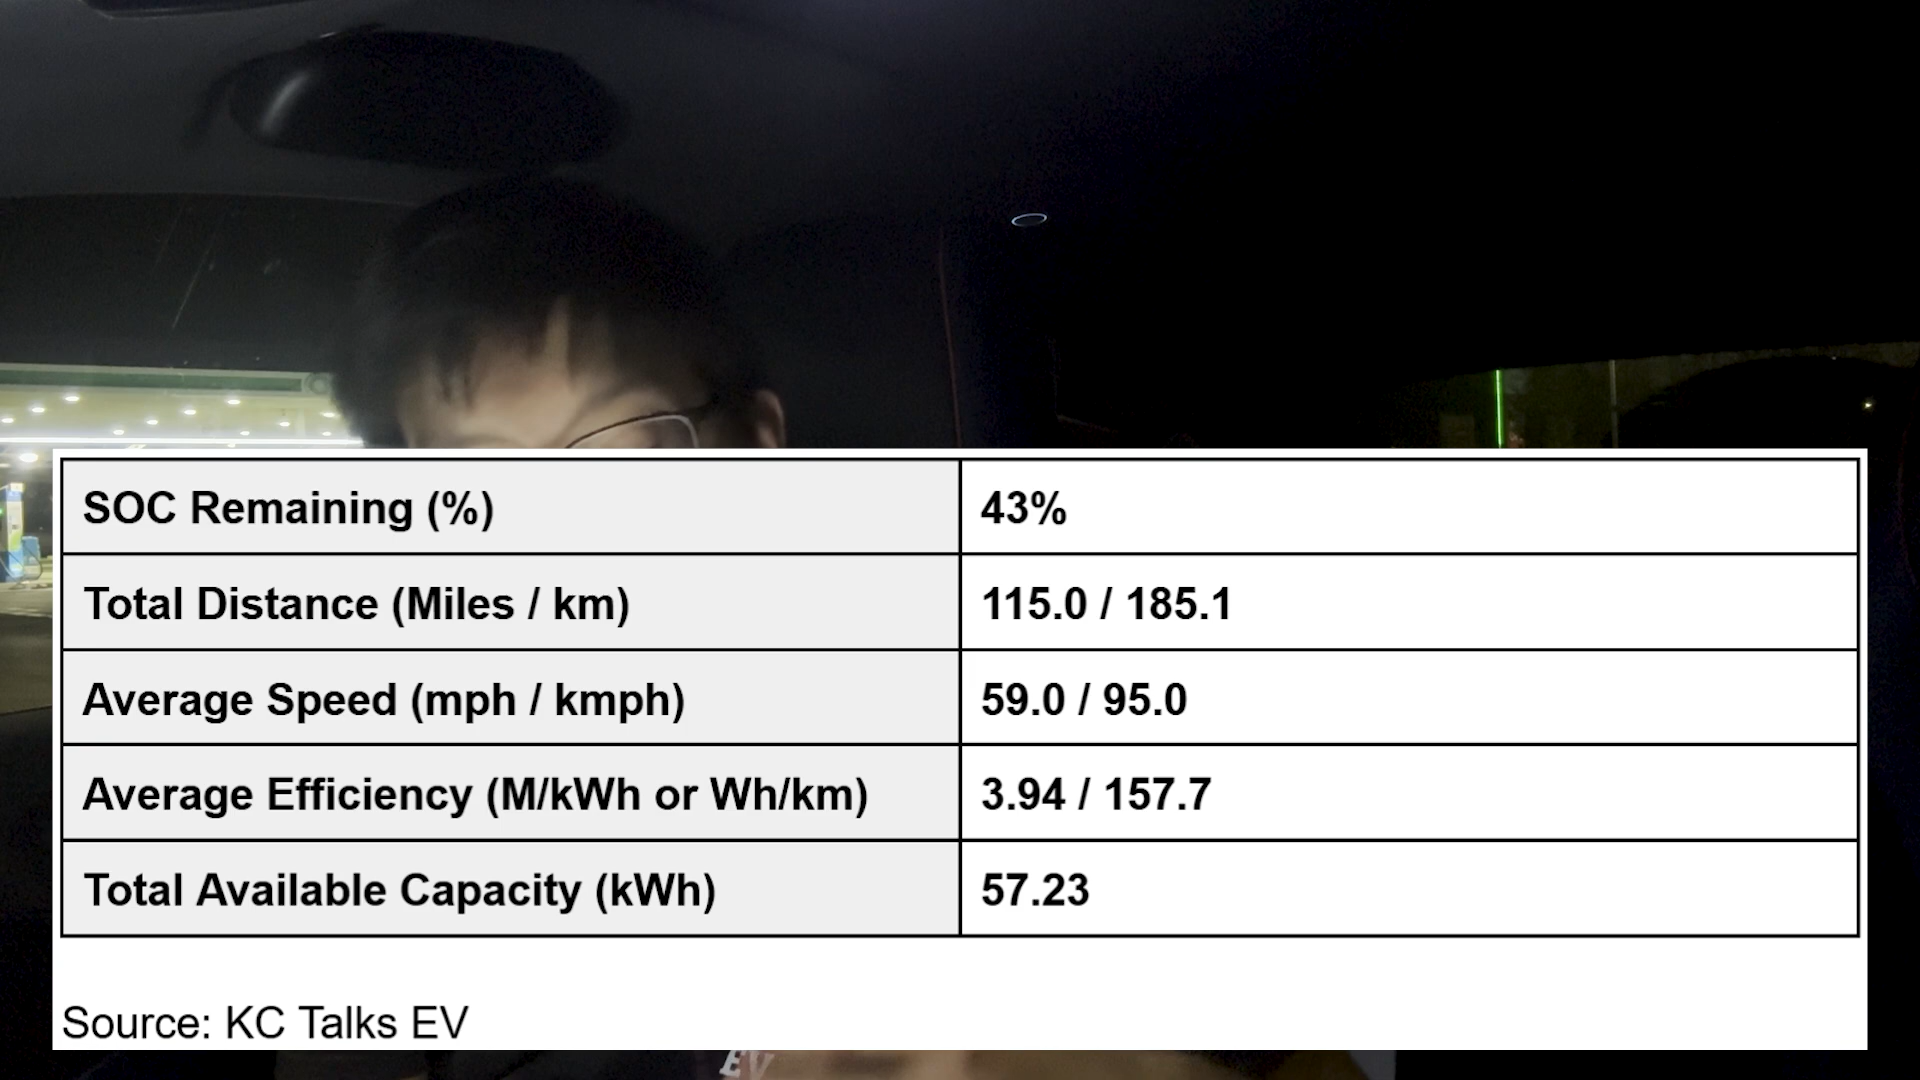 SOC Remaining (%) 43%
Total Distance (Miles / km) 115.0 / 185.1
Average Speed (mph / kmph) 59.0 / 95.0
Average Efficiency (M/kWh or Wh/km) 3.94 / 157.7
Total Available Capacity (kWh) 57.23
Source: KC Talks EV
EV